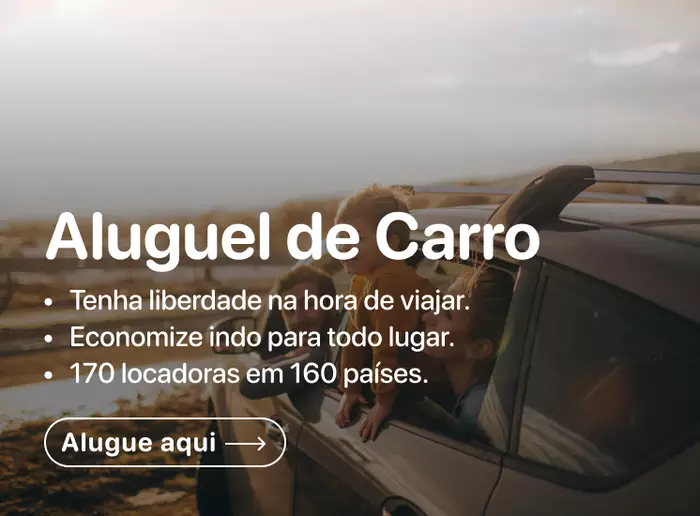 Aluguel de Carro
• Tenha liberdade na hora de viajar.
• Economize indo para todo lugar.
• 170 locadoras em 160 países.
Alugue aqui →